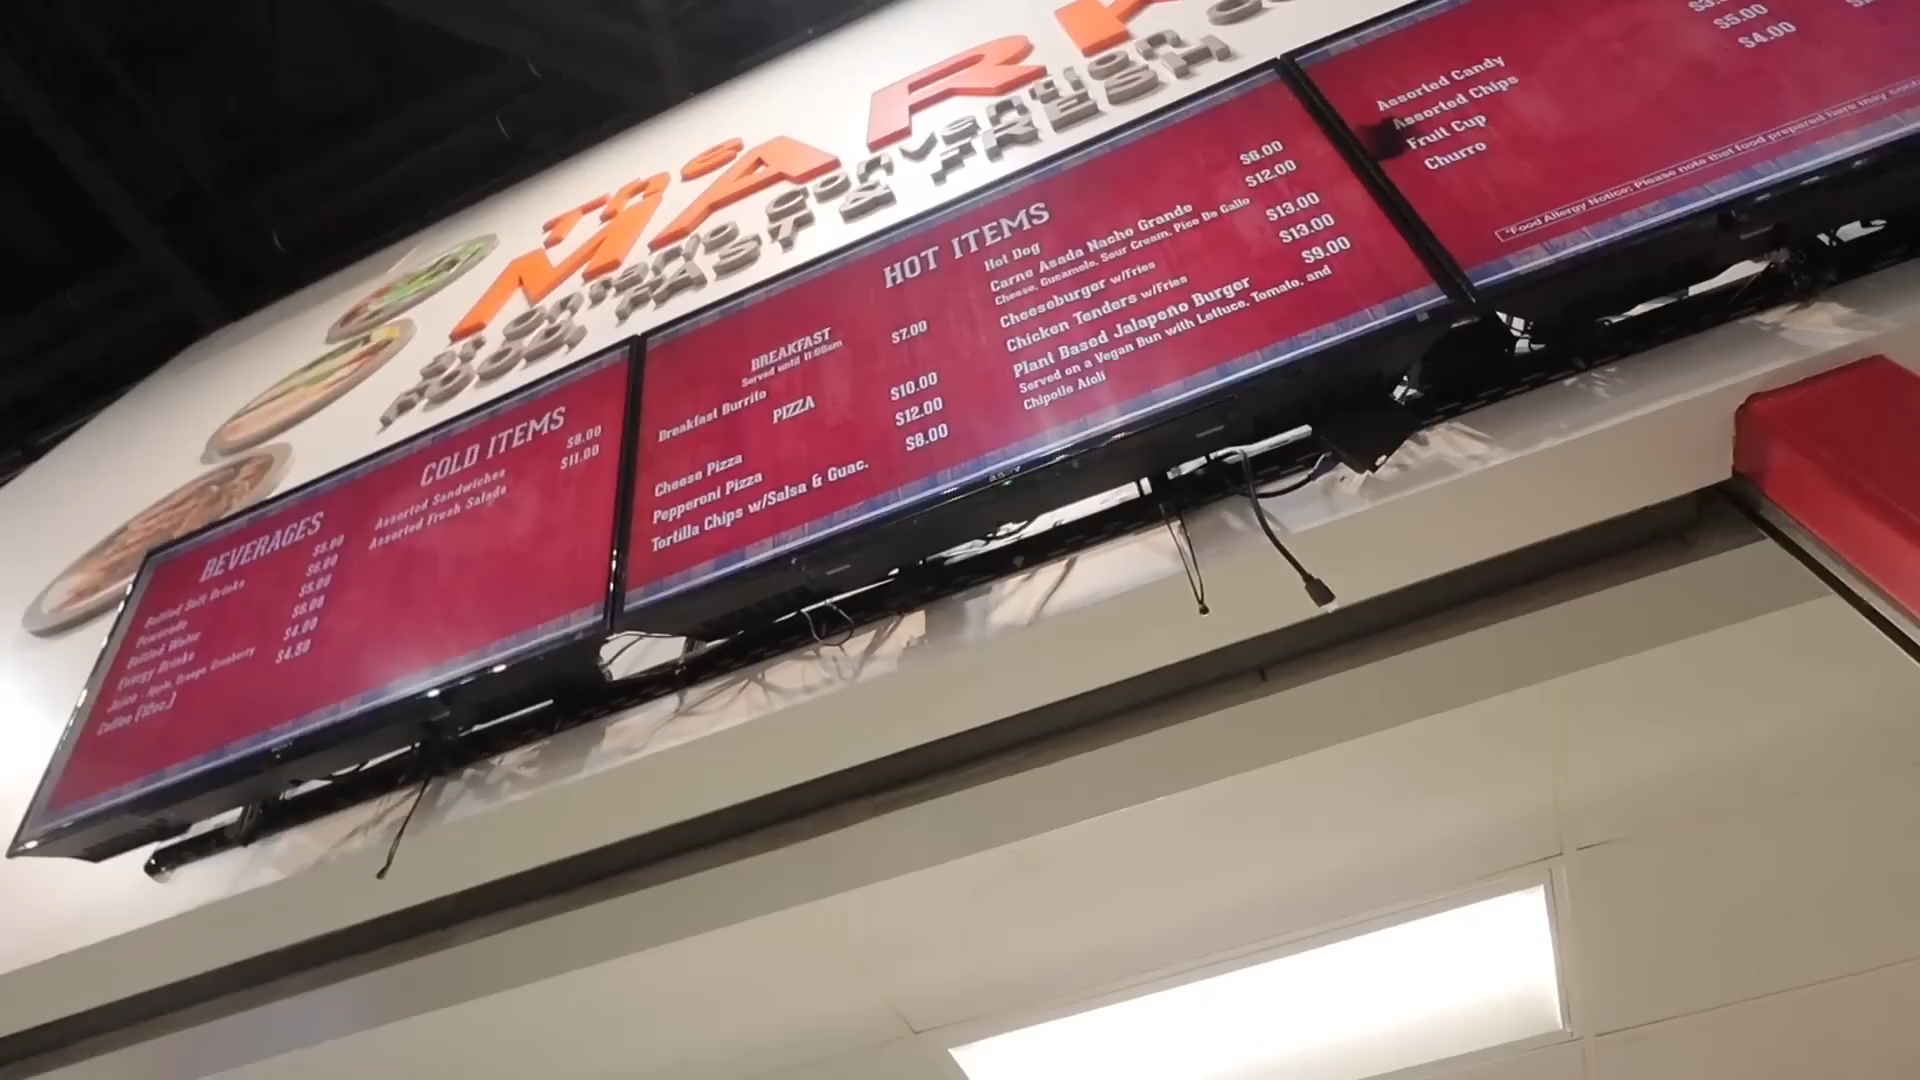 The
MARK
at Ontario Convention
FOOD FAST & FRESH
BEVERAGES
Bottled Soft Drinks $5.00
Powerade $6.00
Bottled Water $5.00
Energy Drinks $6.00
Juice - Apple, Orange, Cranberry $4.00
Coffee (12oz.) $4.50
COLD ITEMS
Assorted Sandwiches $8.00
Assorted Fresh Salads $11.00
HOT ITEMS
BREAKFAST
Served until 11:00am
Breakfast Burrito $7.00
PIZZA
Cheese Pizza $10.00
Pepperoni Pizza $12.00
Tortilla Chips w/Salsa & Guac. $8.00
Hot Dog $6.00
Carne Asada Nacho Grande $12.00
Cheese, Gucamole, Sour Cream, Pico De Gallo
Cheeseburger w/Fries $13.00
Chicken Tenders w/Fries $13.00
Plant Based Jalapeño Burger $9.00
Served on a Vegan Bun with Lettuce, Tomato, and
Chipotle Aioli
Assorted Candy
Assorted Chips
Fruit Cup $5.00
Churro $4.00
*Food Allergy Notice: Please note that food prepared here may